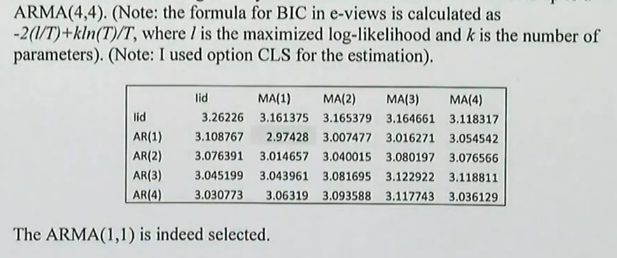 ARMA(4,4). (Note: the formula for BIC in e-views is calculated as
-2(l/T)+kln(T)/T, where l is the maximized log-likelihood and k is the number of
parameters). (Note: I used option CLS for the estimation).
lid MA(1) MA(2) MA(3) MA(4)
lid 3.26226 3.161375 3.165379 3.164661 3.118317
AR(1) 3.108767 2.97428 3.007477 3.016271 3.054542
AR(2) 3.076391 3.014657 3.040015 3.080197 3.076566
AR(3) 3.045199 3.043961 3.081695 3.122922 3.118811
AR(4) 3.030773 3.06319 3.093588 3.117743 3.036129
The ARMA(1,1) is indeed selected.